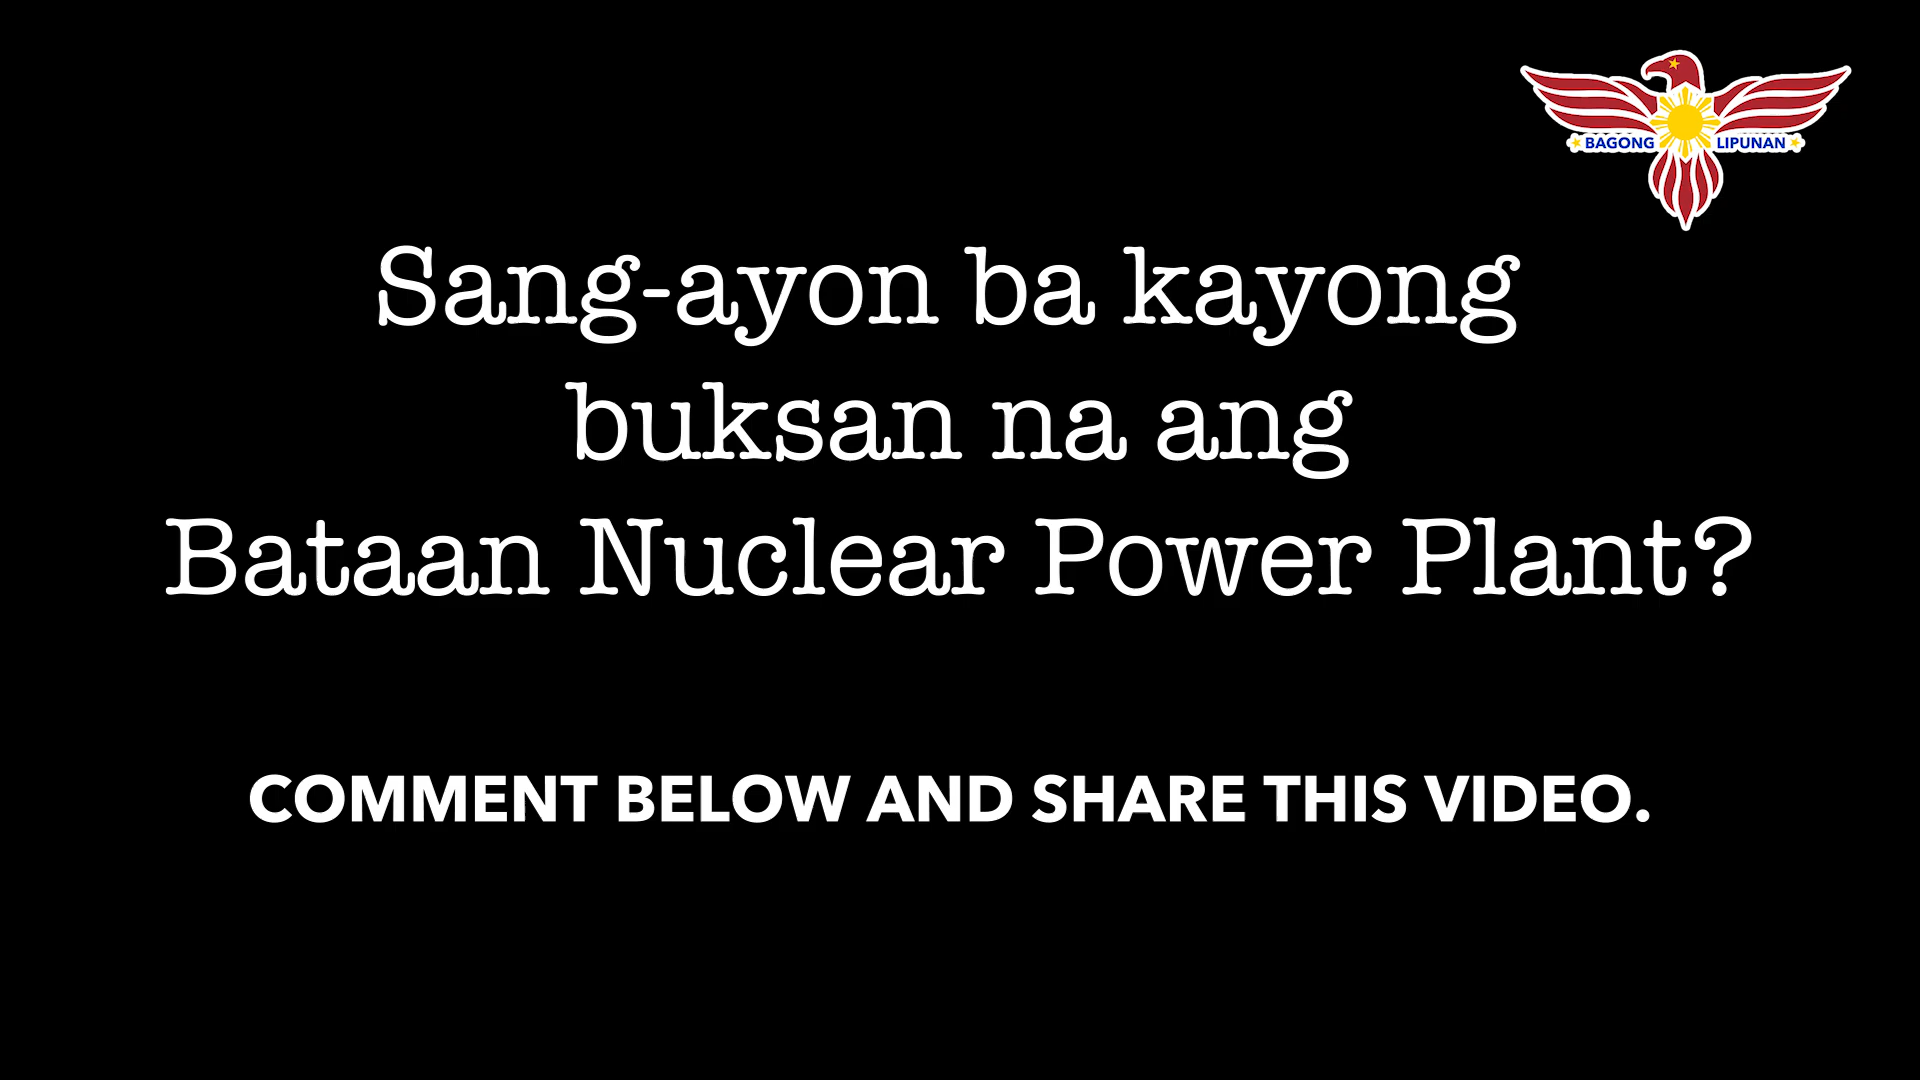 BAGONG LIPUNAN
Sang-ayon ba kayong
buksan na ang
Bataan Nuclear Power Plant?
COMMENT BELOW AND SHARE THIS VIDEO.